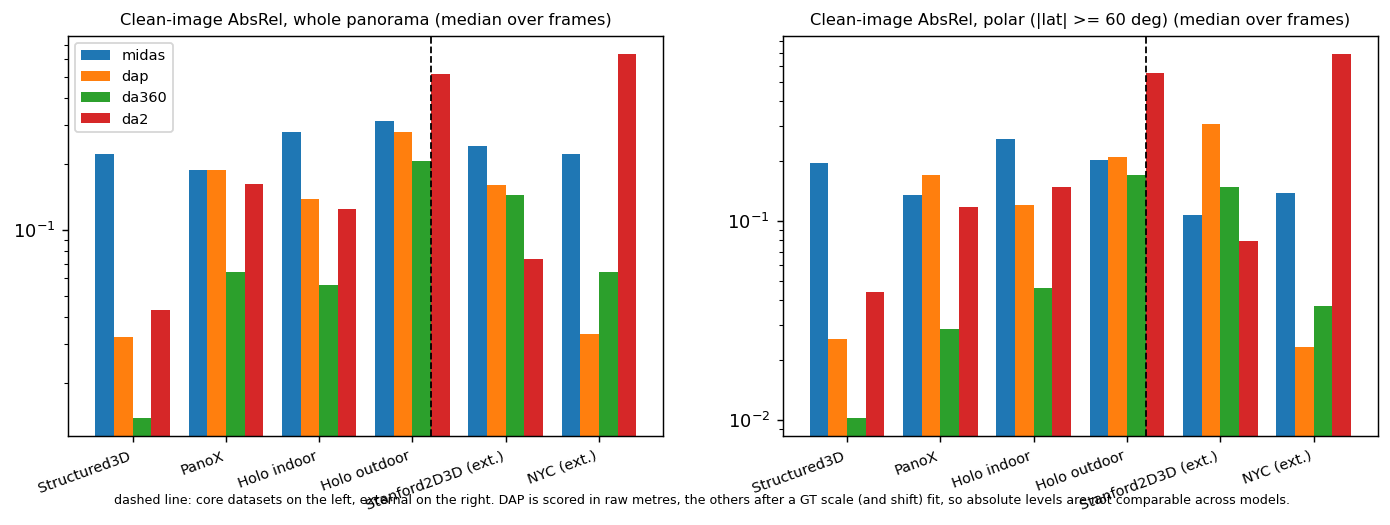 Clean-image AbsRel, whole panorama (median over frames)
midas
dap
da360
da2
10⁻¹
Structured3D
PanoX
Holo indoor
Holo outdoor
Stanford2D3D (ext.)
NYC (ext.)
Clean-image AbsRel, polar (|lat| >= 60 deg) (median over frames)
10⁻¹
10⁻²
Structured3D
PanoX
Holo indoor
Holo outdoor
Stanford2D3D (ext.)
NYC (ext.)
dashed line: core datasets on the left, external on the right. DAP is scored in raw metres, the others after a GT scale (and shift) fit, so absolute levels are not comparable across models.